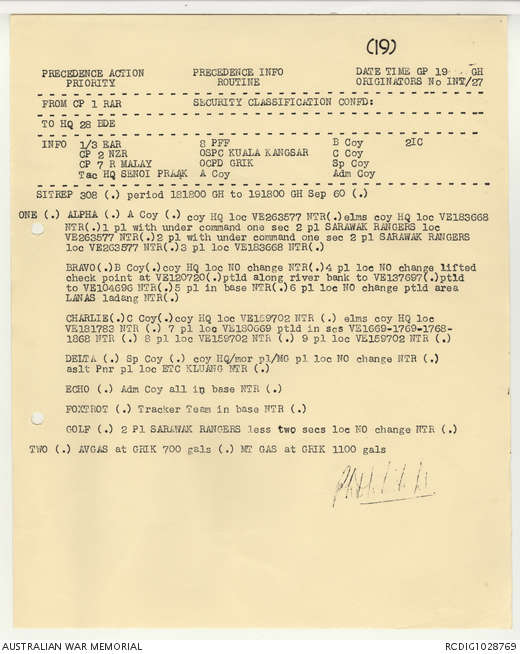 (19)
PRECEDENCE ACTION PRECEDENCE INFO DATE TIME GP 19 GH
PRIORITY ROUTINE ORIGINATORS No INT/27
FROM CP 1 RAR SECURITY CLASSIFICATION CONFD:
TO HQ 28 BDE
INFO 1/3 EAR 8 PFF B Coy 2IC
CP 2 NZR OSPC KUALA KANGSAR C Coy
CP 7 R MALAY OCPD GRIK Sp Coy
Tac HQ SENOI PRAAK A Coy Adm Coy
SITREP 308 (.) period 181800 GH to 191800 GH Sep 60 (.)
ONE (.) ALPHA (.) A Coy (.) coy HQ loc VE263577 NTR(.)elms coy HQ loc VE183668
NTR(.)1 pl with under command one sec 2 pl SARAWAK RANGERS loc
VE263577 NTR(.)2 pl with under command one sec 2 pl SARAWAK RANGERS
loc VE263577 NTR(.)3 pl loc VE183668 NTR(.)
BRAVO(.)B Coy(.)coy HQ loc NO change NTR(.)4 pl loc NO change lifted
check point at VE120720(.)ptld along river bank to VE137697(.)ptld
to VE104696 NTR(.)5 pl in base NTR(.)6 pl loc NO change ptld area
LANAS ladang NTR(.)
CHARLIE(.)C Coy(.)coy HQ loc VE159702 NTR(.) elms coy HQ loc
VE181783 NTR (.) 7 pl loc VE180669 ptld in sqs VE1669-1769-1768-
1868 NTR (.) 8 pl loc VE159702 NTR(.) 9 pl loc VE159702 NTR (.)
DELTA (.) Sp Coy (.) coy HQ/mor pl/MG pl loc NO change NTR (.)
aslt Pnr pl loc ETC KLUANG NTR (.)
ECHO (.) Adm Coy all in base NTR (.)
FOXTROT (.) Tracker Team in base NTR (.)
GOLF (.) 2 Pl SARAWAK RANGERS less two secs loc NO change NTR (.)
TWO (.) AVGAS at GRIK 700 gals (.) MT GAS at GRIK 1100 gals
AUSTRALIAN WAR MEMORIAL RCDIG1028769